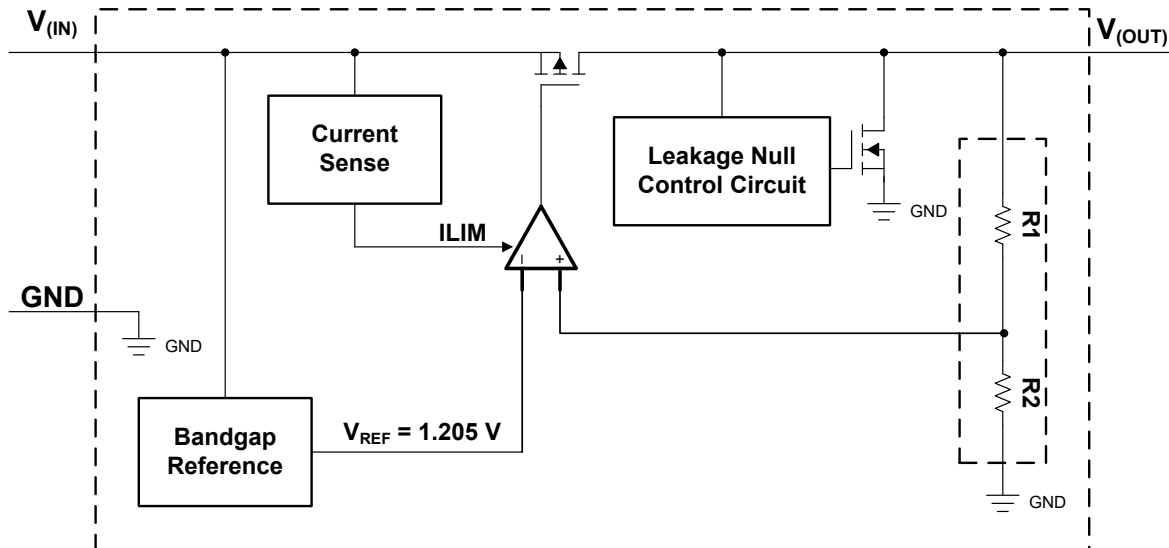 V(IN)
V(OUT)
Current
Sense
Leakage Null
Control Circuit
GND
R1
ILIM
− +
GND
GND
R2
Bandgap
Reference
VREF = 1.205 V
GND